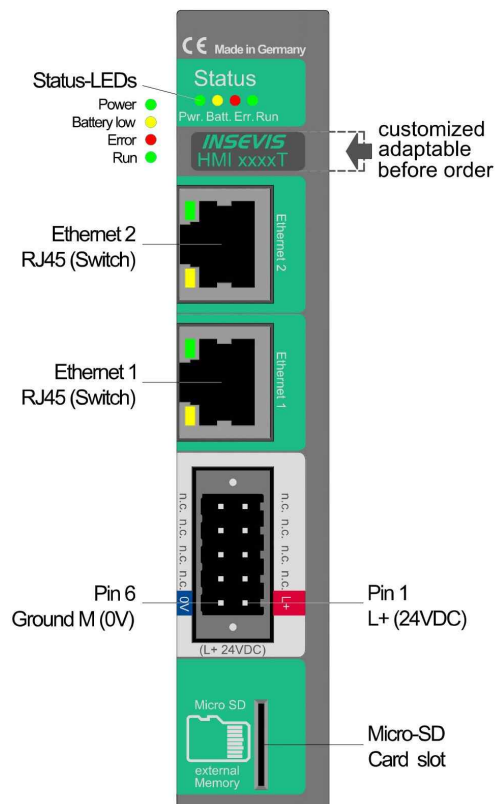 CE Made in Germany
Status-LEDs
Power
Battery low
Error
Run
Status
Pwr. Batt. Err. Run
INSEVIS
HMI xxxxT
customized
adaptable
before order
Ethernet 2
RJ45 (Switch)
Ethernet 2
Ethernet 1
RJ45 (Switch)
Ethernet 1
n.c. n.c. n.c. n.c. 0V
n.c. n.c. n.c. n.c. L+
Pin 6
Ground M (0V)
Pin 1
L+ (24VDC)
(L+ 24VDC)
Micro SD
external
Memory
Micro-SD
Card slot